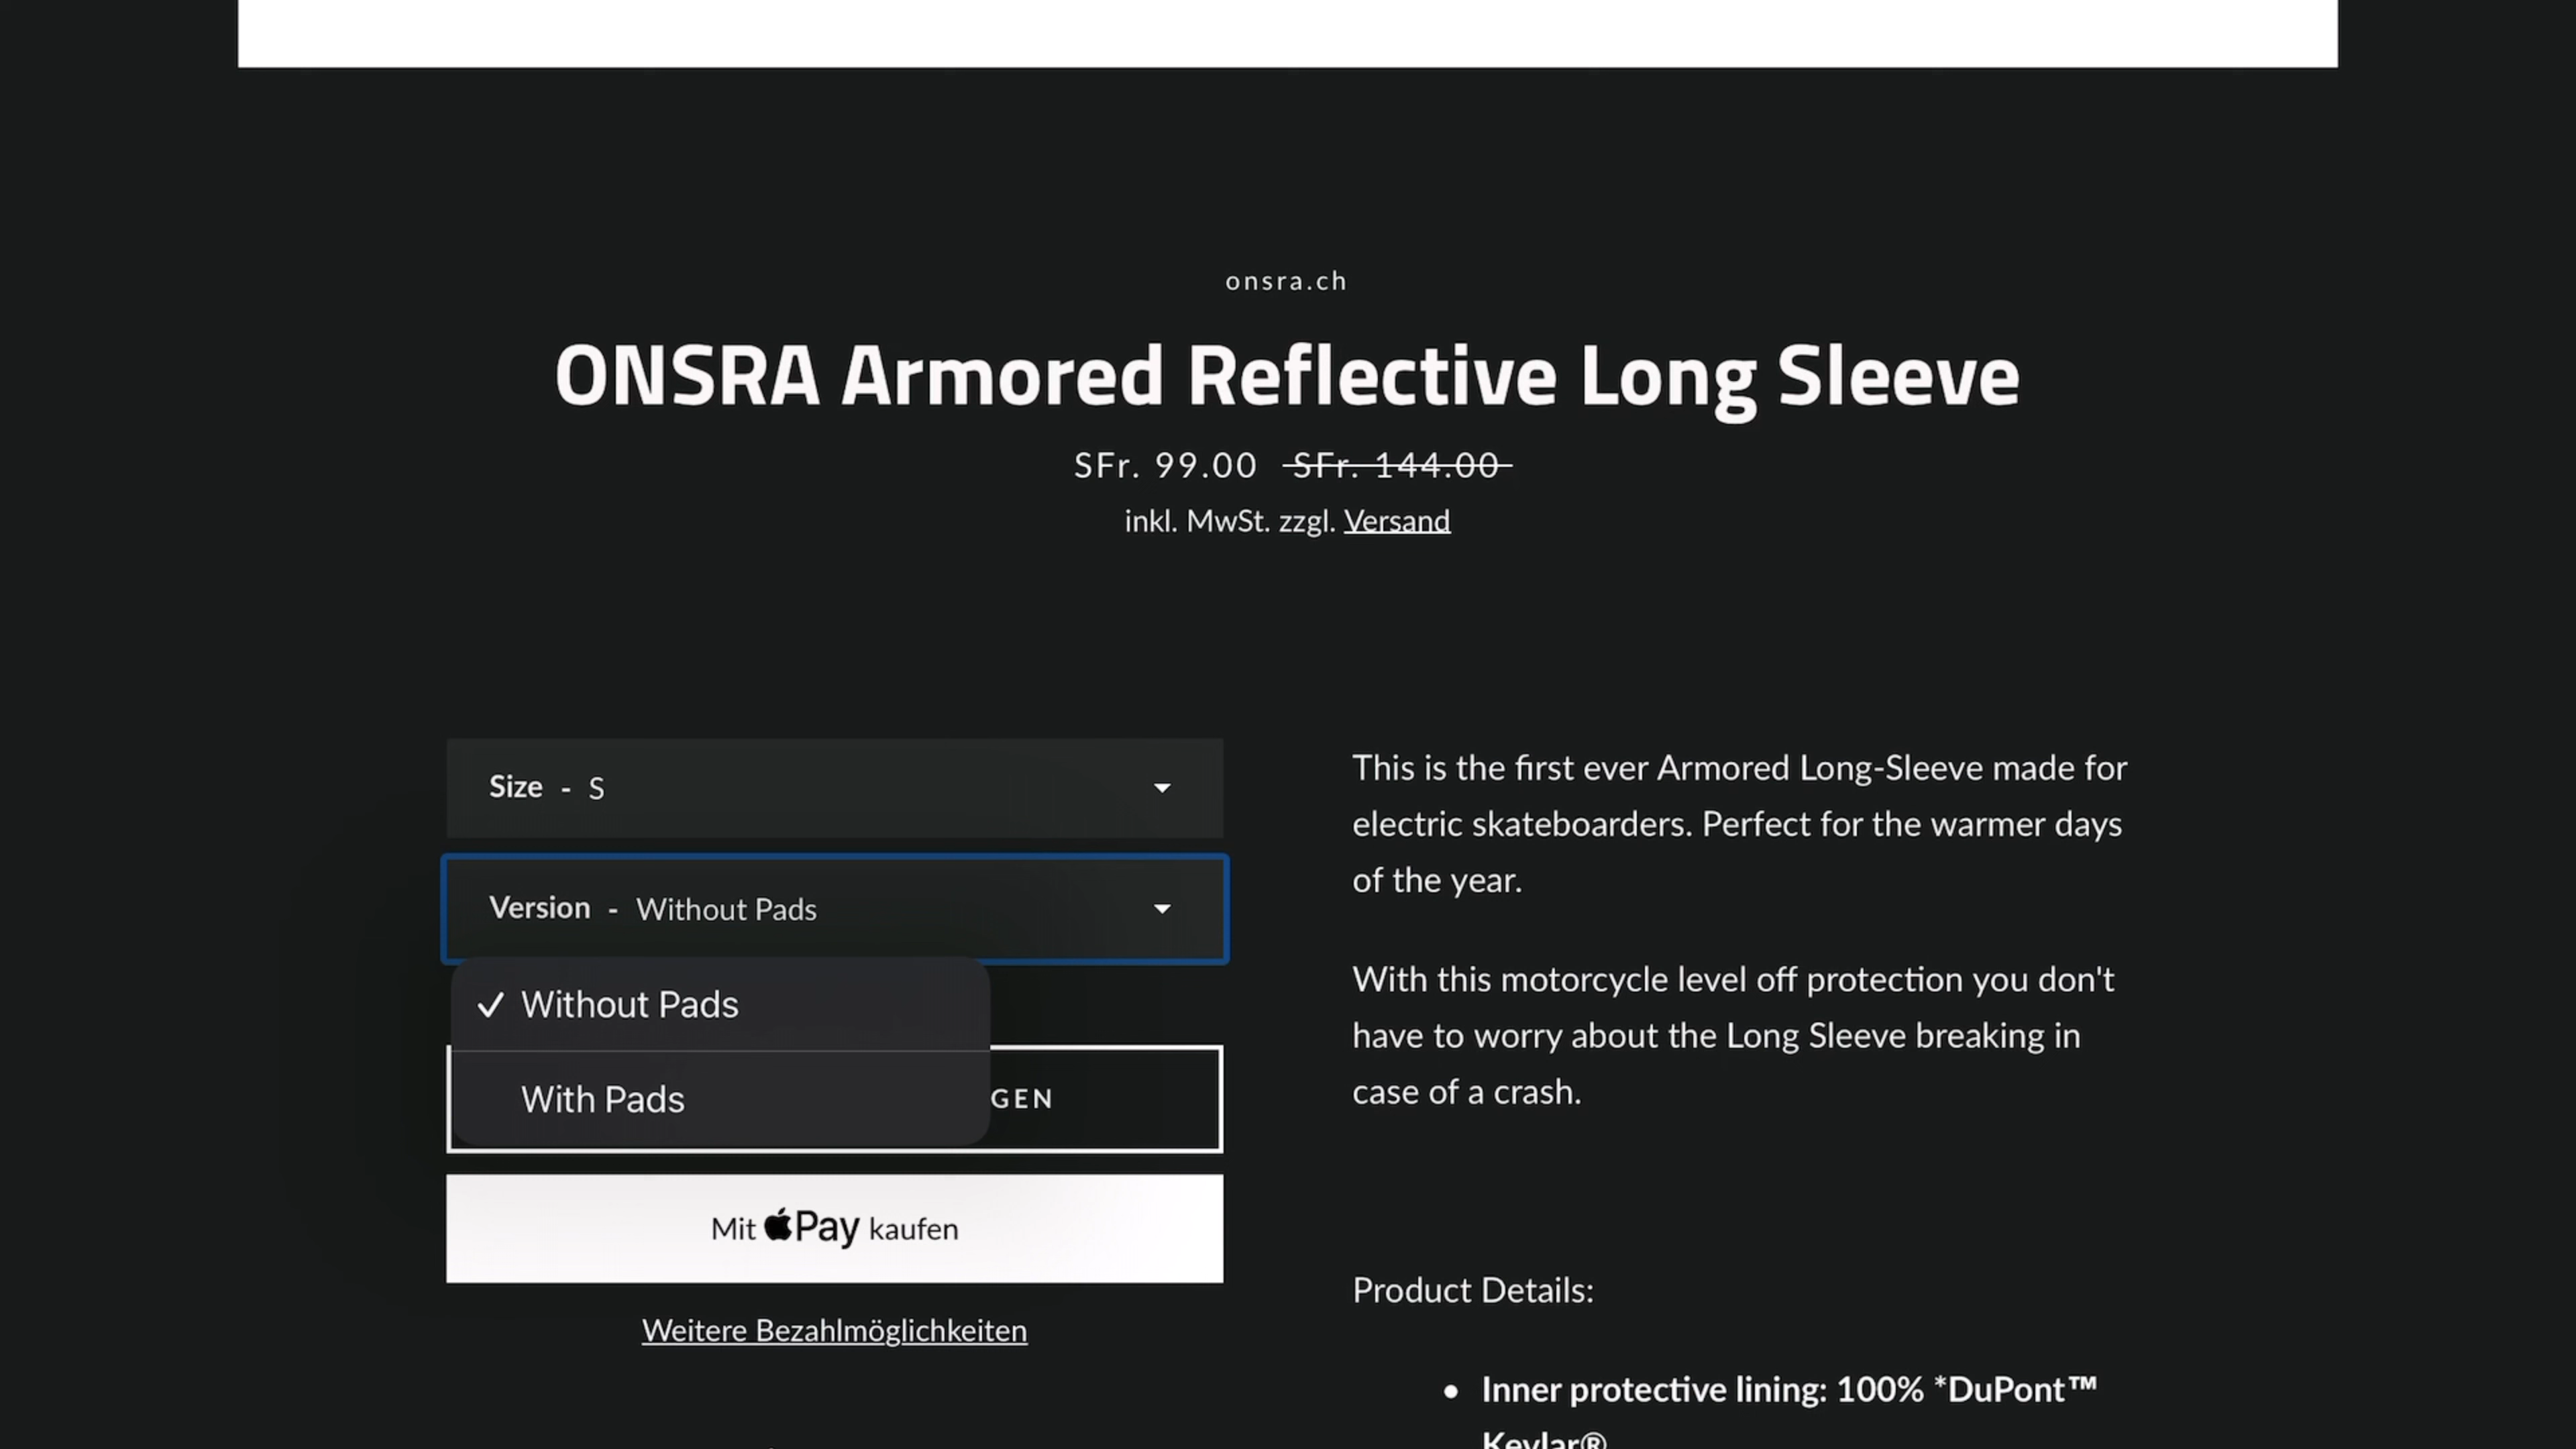 onsra.ch
ONSRA Armored Reflective Long Sleeve
SFr. 99.00 SFr. 144.00
inkl. MwSt. zzgl. Versand
Size - S
Version - Without Pads
✓ Without Pads
With Pads
GEN
Mit Pay kaufen
Weitere Bezahlmöglichkeiten
This is the first ever Armored Long-Sleeve made for
electric skateboarders. Perfect for the warmer days
of the year.
With this motorcycle level off protection you don't
have to worry about the Long Sleeve breaking in
case of a crash.
Product Details:
• Inner protective lining: 100% *DuPont™
Kevlar®